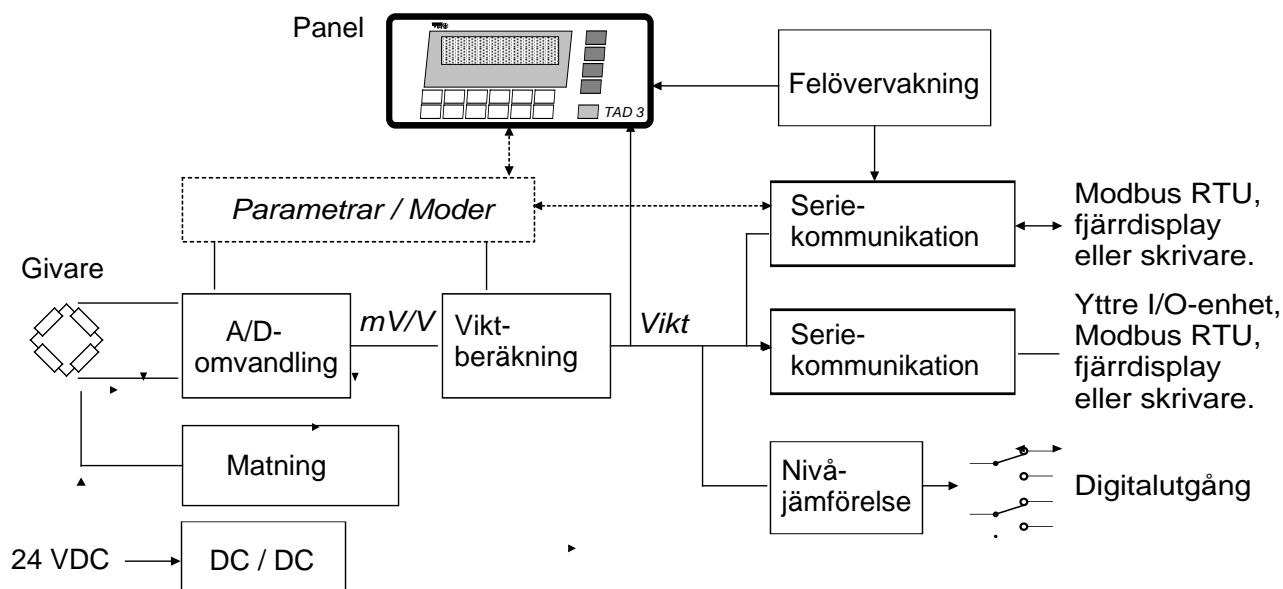 Panel
TAD 3
Felövervakning
Parametrar / Moder
Serie-
kommunikation
Modbus RTU,
fjärrdisplay
eller skrivare.
Givare
A/D-
omvandling
mV/V
Vikt-
beräkning
Vikt
Serie-
kommunikation
Yttre I/O-enhet,
Modbus RTU,
fjärrdisplay
eller skrivare.
Matning
Nivå-
jämförelse
Digitalutgång
24 VDC
DC / DC